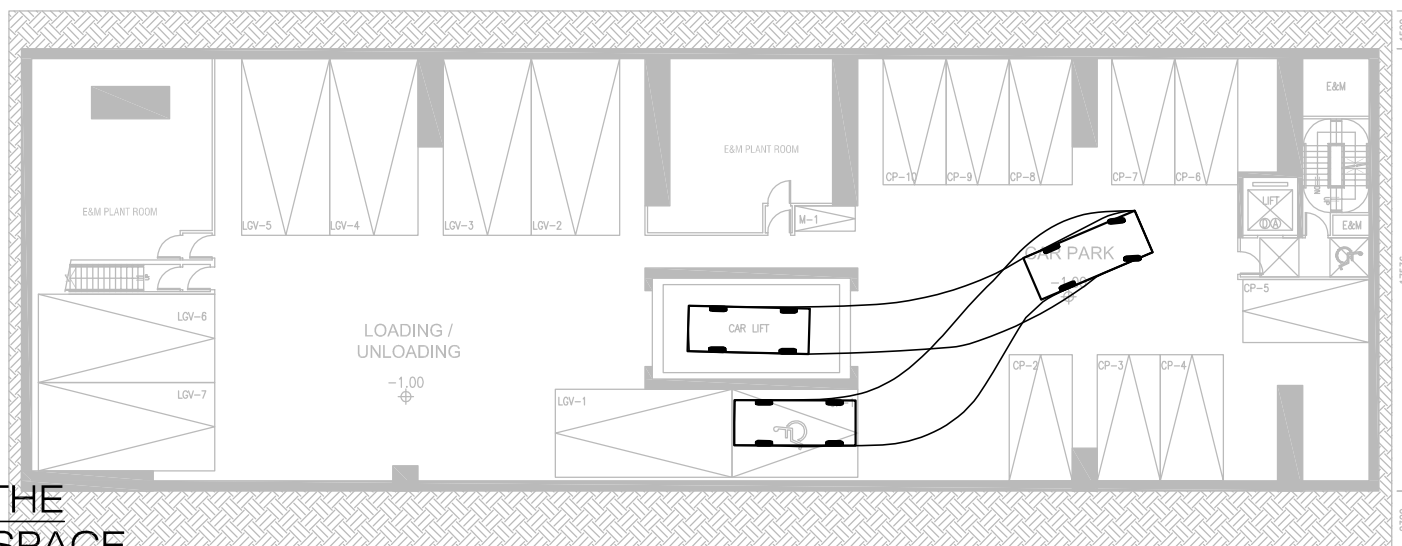 E&M
E&M PLANT ROOM
CP-10
CP-9
CP-8
CP-7
CP-6
LIFT
E&M PLANT ROOM
LGV-5
LGV-4
LGV-3
LGV-2
M-1
E&M
CAR PARK
-1.00
CP-5
LGV-6
LOADING /
UNLOADING
-1.00
CAR LIFT
CP-2
CP-3
CP-4
LGV-7
LGV-1
THE
SPACE